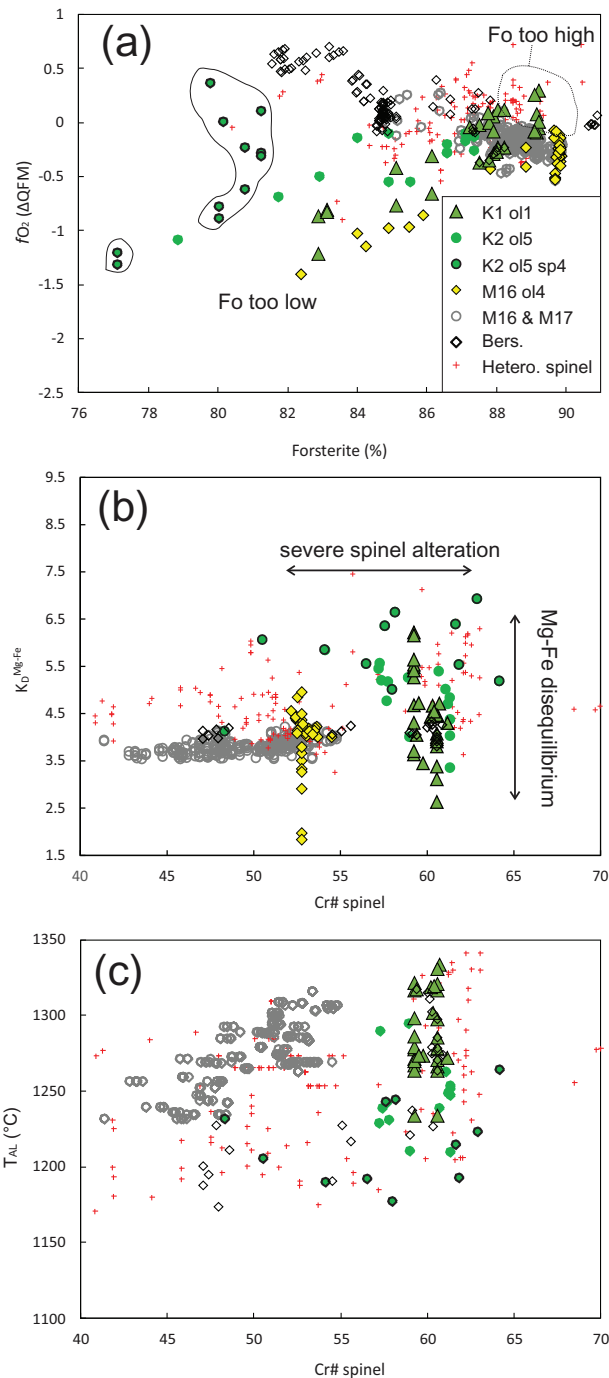 (a)
Fo too high
1
0.5
0
-0.5
-1
-1.5
-2
-2.5
fO₂ (ΔQFM)
Fo too low
K1 ol1
K2 ol5
K2 ol5 sp4
M16 ol4
M16 & M17
Bers.
Hetero. spinel
76 78 80 82 84 86 88 90
Forsterite (%)
(b)
9.5
8.5
7.5
6.5
5.5
4.5
3.5
2.5
1.5
K_D^Mg-Fe
severe spinel alteration
Mg-Fe disequilibrium
40 45 50 55 60 65 70
Cr# spinel
(c)
1350
1300
1250
1200
1150
1100
T_AL (°C)
40 45 50 55 60 65 70
Cr# spinel